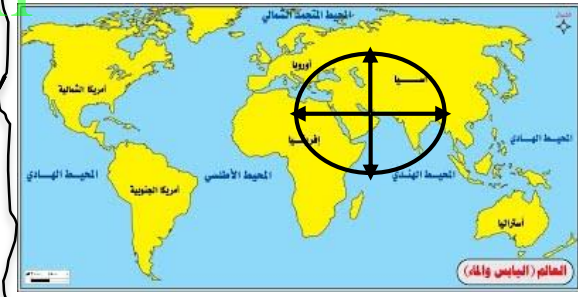 المحيط المتجمد الشمالي
الشمال
أوروبا
آسيا
أمريكا الشمالية
إفريقيا
المحيط الهادي
المحيط الهادي
أمريكا الجنوبية
المحيط الأطلسي
المحيط الهندي
أستراليا
العالم (اليابس والماء)